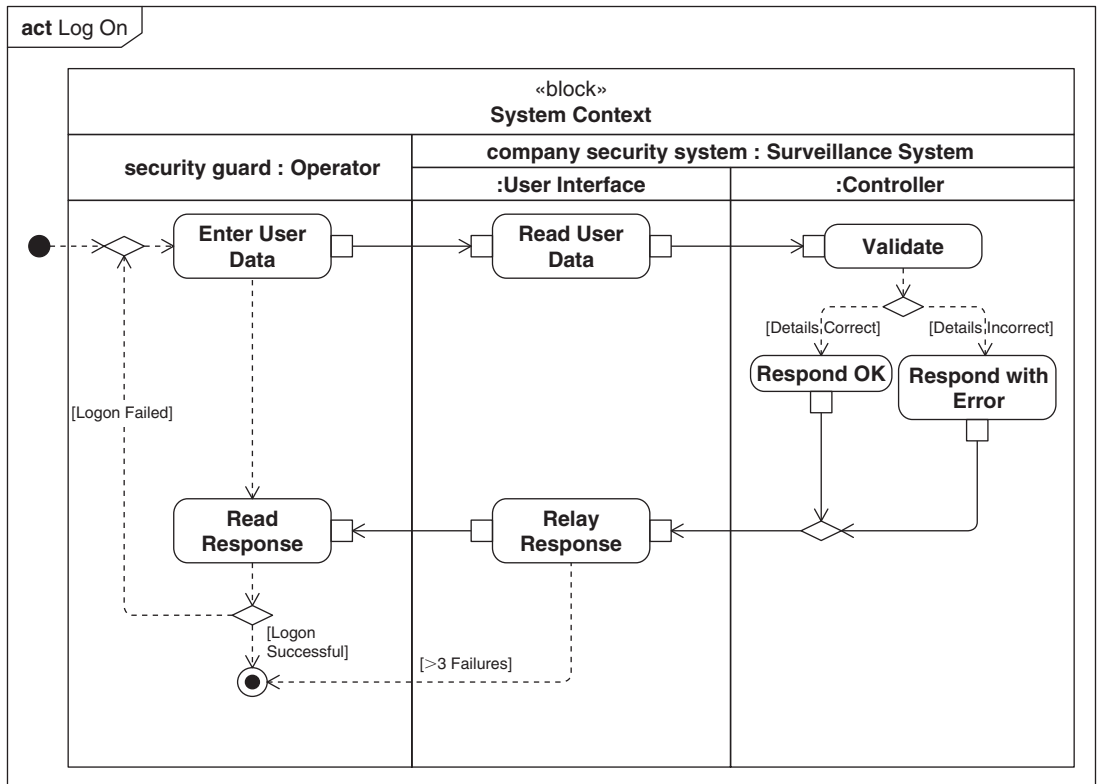 act Log On
«block»
System Context
security guard : Operator
company security system : Surveillance System
:User Interface
:Controller
Enter User
Data
Read User
Data
Validate
[Details Correct]
[Details Incorrect]
Respond OK
Respond with
Error
[Logon Failed]
Read
Response
Relay
Response
[Logon
Successful]
[>3 Failures]